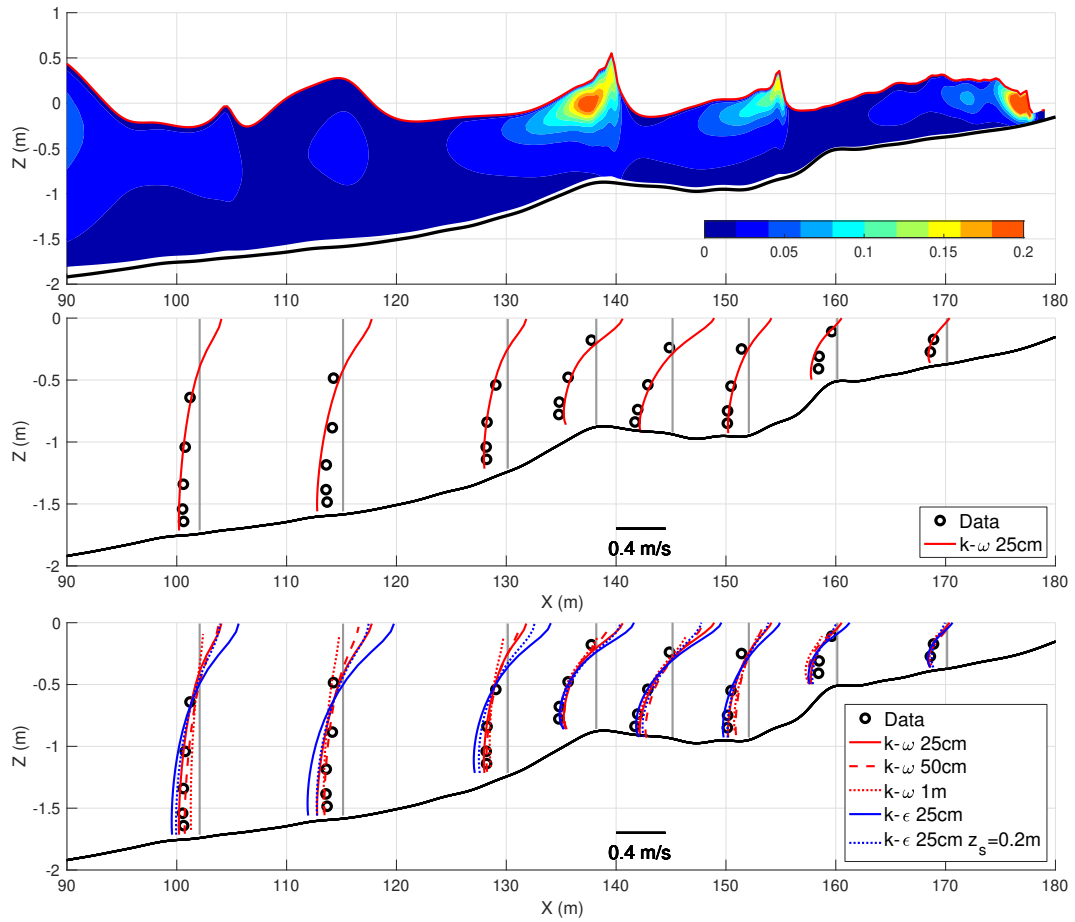 1
0.5
0
-0.5
-1
-1.5
-2
Z (m)
0 0.05 0.1 0.15 0.2
90 100 110 120 130 140 150 160 170 180
0
-0.5
-1
-1.5
-2
Z (m)
0.4 m/s
Data
k-ω 25cm
90 100 110 120 130 140 150 160 170 180
X (m)
0
-0.5
-1
-1.5
-2
Z (m)
0.4 m/s
Data
k-ω 25cm
k-ω 50cm
k-ω 1m
k-ϵ 25cm
k-ϵ 25cm z_s=0.2m
90 100 110 120 130 140 150 160 170 180
X (m)